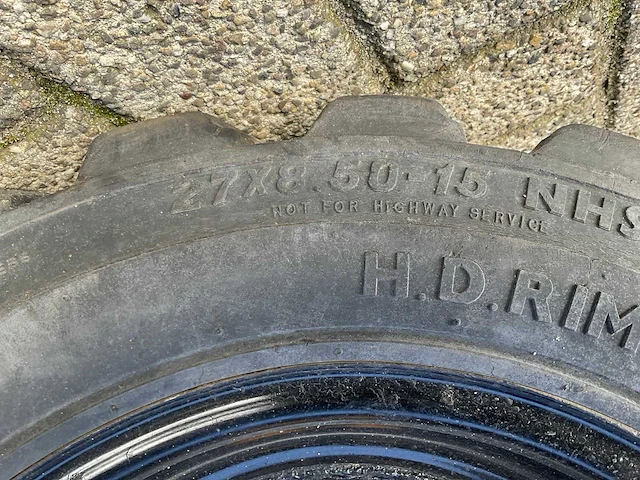 27X8.50-15 NHS
NOT FOR HIGHWAY SERVICE
H.D.RIM